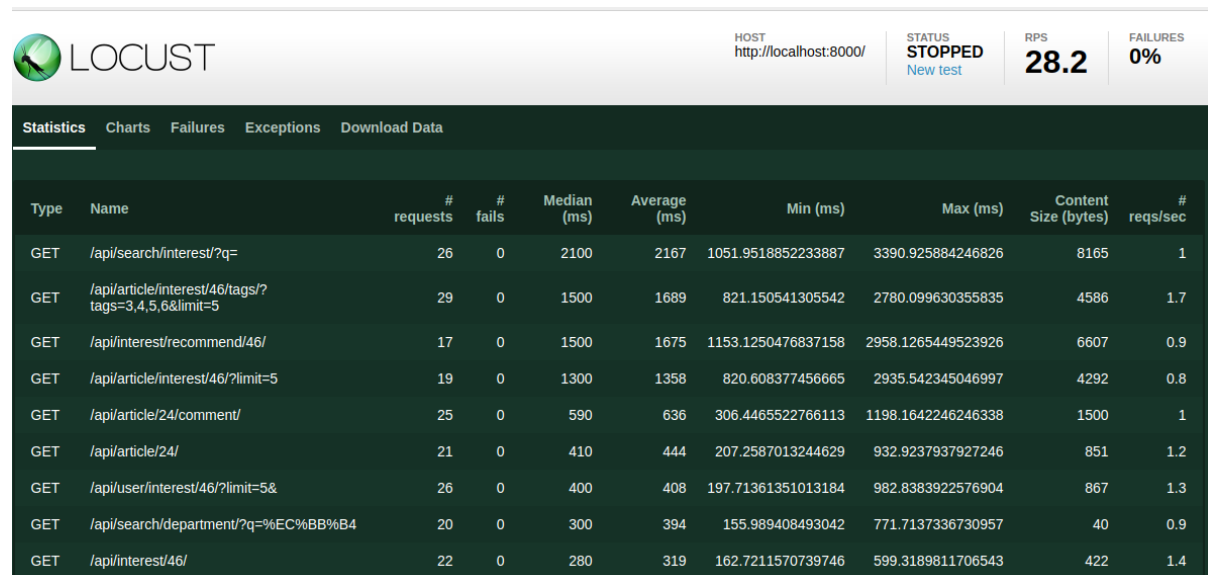 LOCUST
HOST
http://localhost:8000/
STATUS
STOPPED
New test
RPS
28.2
FAILURES
0%
Statistics Charts Failures Exceptions Download Data
Type Name # requests # fails Median (ms) Average (ms) Min (ms) Max (ms) Content Size (bytes) # reqs/sec
GET /api/search/interest/?q= 26 0 2100 2167 1051.9518852233887 3390.925884246826 8165 1
GET /api/article/interest/46/tags/?
tags=3,4,5,6&limit=5 29 0 1500 1689 821.150541305542 2780.099630355835 4586 1.7
GET /api/interest/recommend/46/ 17 0 1500 1675 1153.1250476837158 2958.1265449523926 6607 0.9
GET /api/article/interest/46/?limit=5 19 0 1300 1358 820.608377456665 2935.542345046997 4292 0.8
GET /api/article/24/comment/ 25 0 590 636 306.4465522766113 1198.1642246246338 1500 1
GET /api/article/24/ 21 0 410 444 207.2587013244629 932.9237937927246 851 1.2
GET /api/user/interest/46/?limit=5& 26 0 400 408 197.71361351013184 982.8383922576904 867 1.3
GET /api/search/department/?q=%EC%BB%B4 20 0 300 394 155.989408493042 771.7137336730957 40 0.9
GET /api/interest/46/ 22 0 280 319 162.7211570739746 599.3189811706543 422 1.4